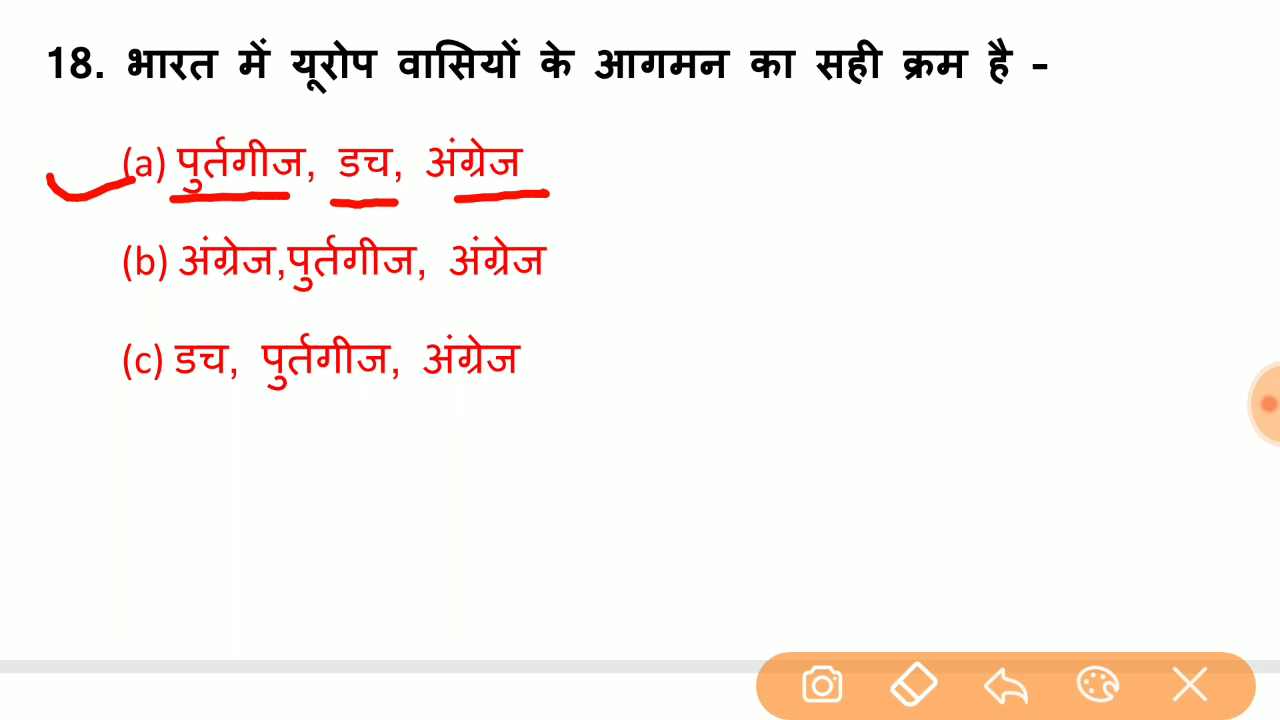 18. भारत में यूरोप वासियों के आगमन का सही क्रम है -
(a) पुर्तगीज, डच, अंग्रेज
(b) अंग्रेज,पुर्तगीज, अंग्रेज
(c) डच, पुर्तगीज, अंग्रेज